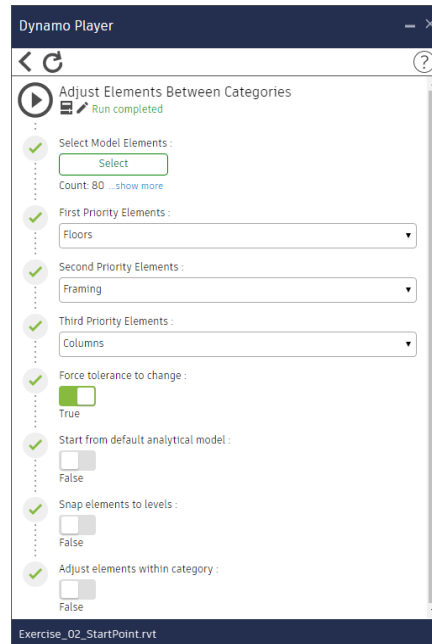 Dynamo Player
Adjust Elements Between Categories
Run completed
Select Model Elements :
Select
Count: 80 ...show more
First Priority Elements :
Floors
Second Priority Elements :
Framing
Third Priority Elements :
Columns
Force tolerance to change :
True
Start from default analytical model :
False
Snap elements to levels :
False
Adjust elements within category :
False
Exercise_02_StartPoint.rvt